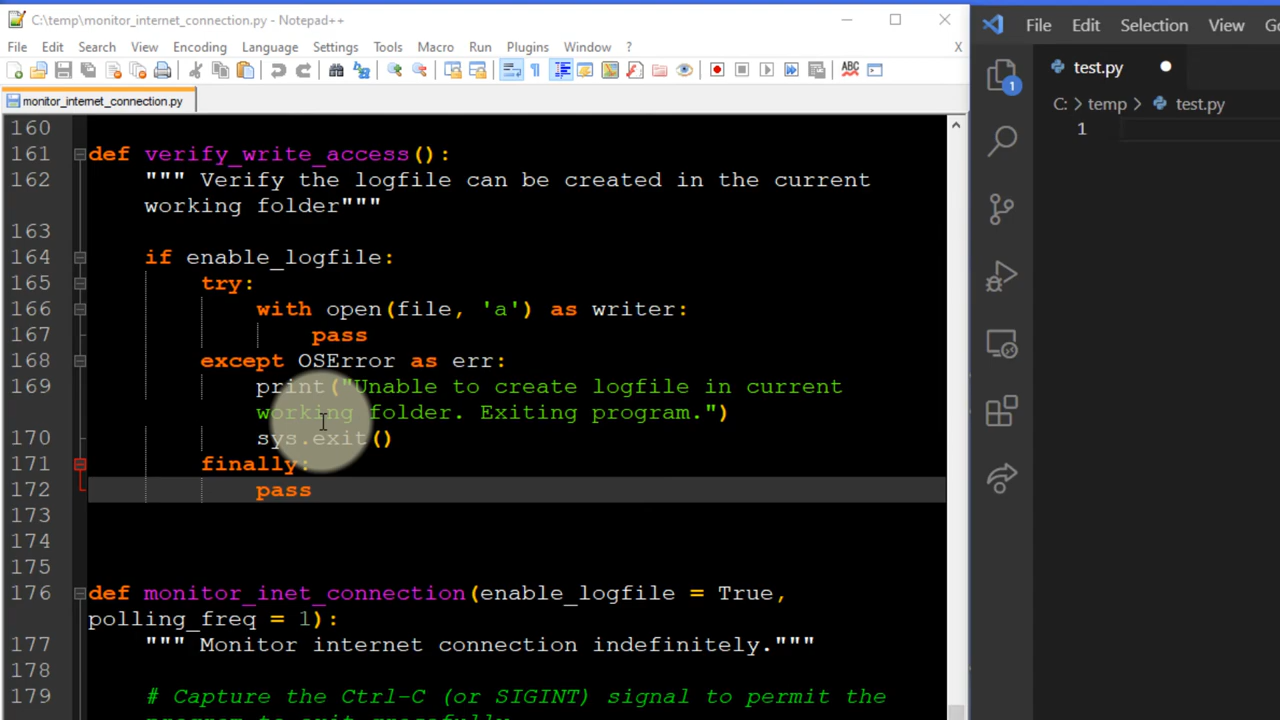 C:\temp\monitor_internet_connection.py - Notepad++
File Edit Search View Encoding Language Settings Tools Macro Run Plugins Window ? X
monitor_internet_connection.py
160
161 def verify_write_access():
162 """ Verify the logfile can be created in the current
working folder"""
163
164 if enable_logfile:
165 try:
166 with open(file, 'a') as writer:
167 pass
168 except OSError as err:
169 print("Unable to create logfile in current
working folder. Exiting program.")
170 sys.exit()
171 finally:
172 pass
173
174
175
176 def monitor_inet_connection(enable_logfile = True,
polling_freq = 1):
177 """ Monitor internet connection indefinitely."""
178
179 # Capture the Ctrl-C (or SIGINT) signal to permit the
File Edit Selection View
test.py
C: > temp > test.py
1
1
ABC